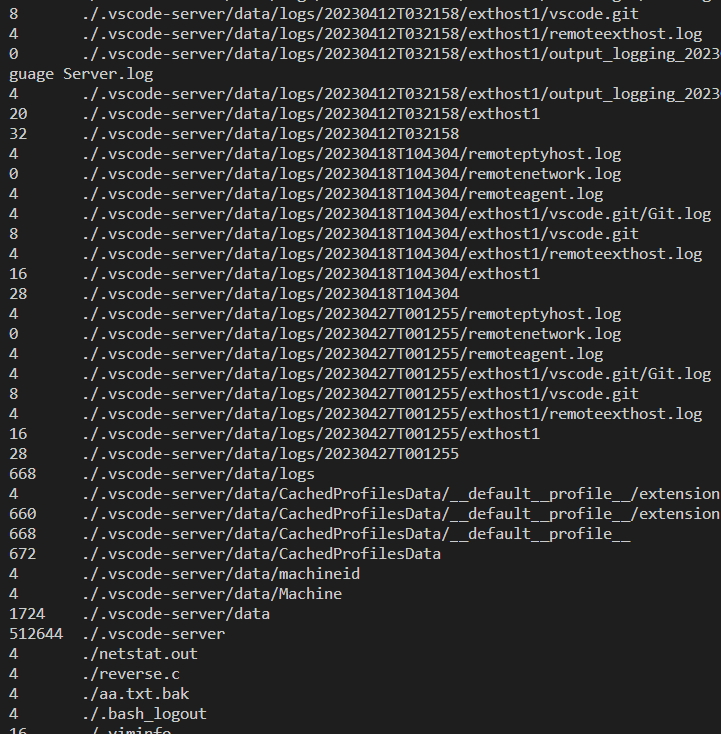 8 ./.vscode-server/data/logs/20230412T032158/exthost1/vscode.git
4 ./.vscode-server/data/logs/20230412T032158/exthost1/remoteexthost.log
0 ./.vscode-server/data/logs/20230412T032158/exthost1/output_logging_2023
guage Server.log
4 ./.vscode-server/data/logs/20230412T032158/exthost1/output_logging_2023
20 ./.vscode-server/data/logs/20230412T032158/exthost1
32 ./.vscode-server/data/logs/20230412T032158
4 ./.vscode-server/data/logs/20230418T104304/remoteptyhost.log
0 ./.vscode-server/data/logs/20230418T104304/remotenetwork.log
4 ./.vscode-server/data/logs/20230418T104304/remoteagent.log
4 ./.vscode-server/data/logs/20230418T104304/exthost1/vscode.git/Git.log
8 ./.vscode-server/data/logs/20230418T104304/exthost1/vscode.git
4 ./.vscode-server/data/logs/20230418T104304/exthost1/remoteexthost.log
16 ./.vscode-server/data/logs/20230418T104304/exthost1
28 ./.vscode-server/data/logs/20230418T104304
4 ./.vscode-server/data/logs/20230427T001255/remoteptyhost.log
0 ./.vscode-server/data/logs/20230427T001255/remotenetwork.log
4 ./.vscode-server/data/logs/20230427T001255/remoteagent.log
4 ./.vscode-server/data/logs/20230427T001255/exthost1/vscode.git/Git.log
8 ./.vscode-server/data/logs/20230427T001255/exthost1/vscode.git
4 ./.vscode-server/data/logs/20230427T001255/exthost1/remoteexthost.log
16 ./.vscode-server/data/logs/20230427T001255/exthost1
28 ./.vscode-server/data/logs/20230427T001255
668 ./.vscode-server/data/logs
4 ./.vscode-server/data/CachedProfilesData/__default__profile__/extension
660 ./.vscode-server/data/CachedProfilesData/__default__profile__/extension
668 ./.vscode-server/data/CachedProfilesData/__default__profile__
672 ./.vscode-server/data/CachedProfilesData
4 ./.vscode-server/data/machineid
4 ./.vscode-server/data/Machine
1724 ./.vscode-server/data
512644 ./.vscode-server
4 ./netstat.out
4 ./reverse.c
4 ./aa.txt.bak
4 ./.bash_logout
16 ./.viminfo